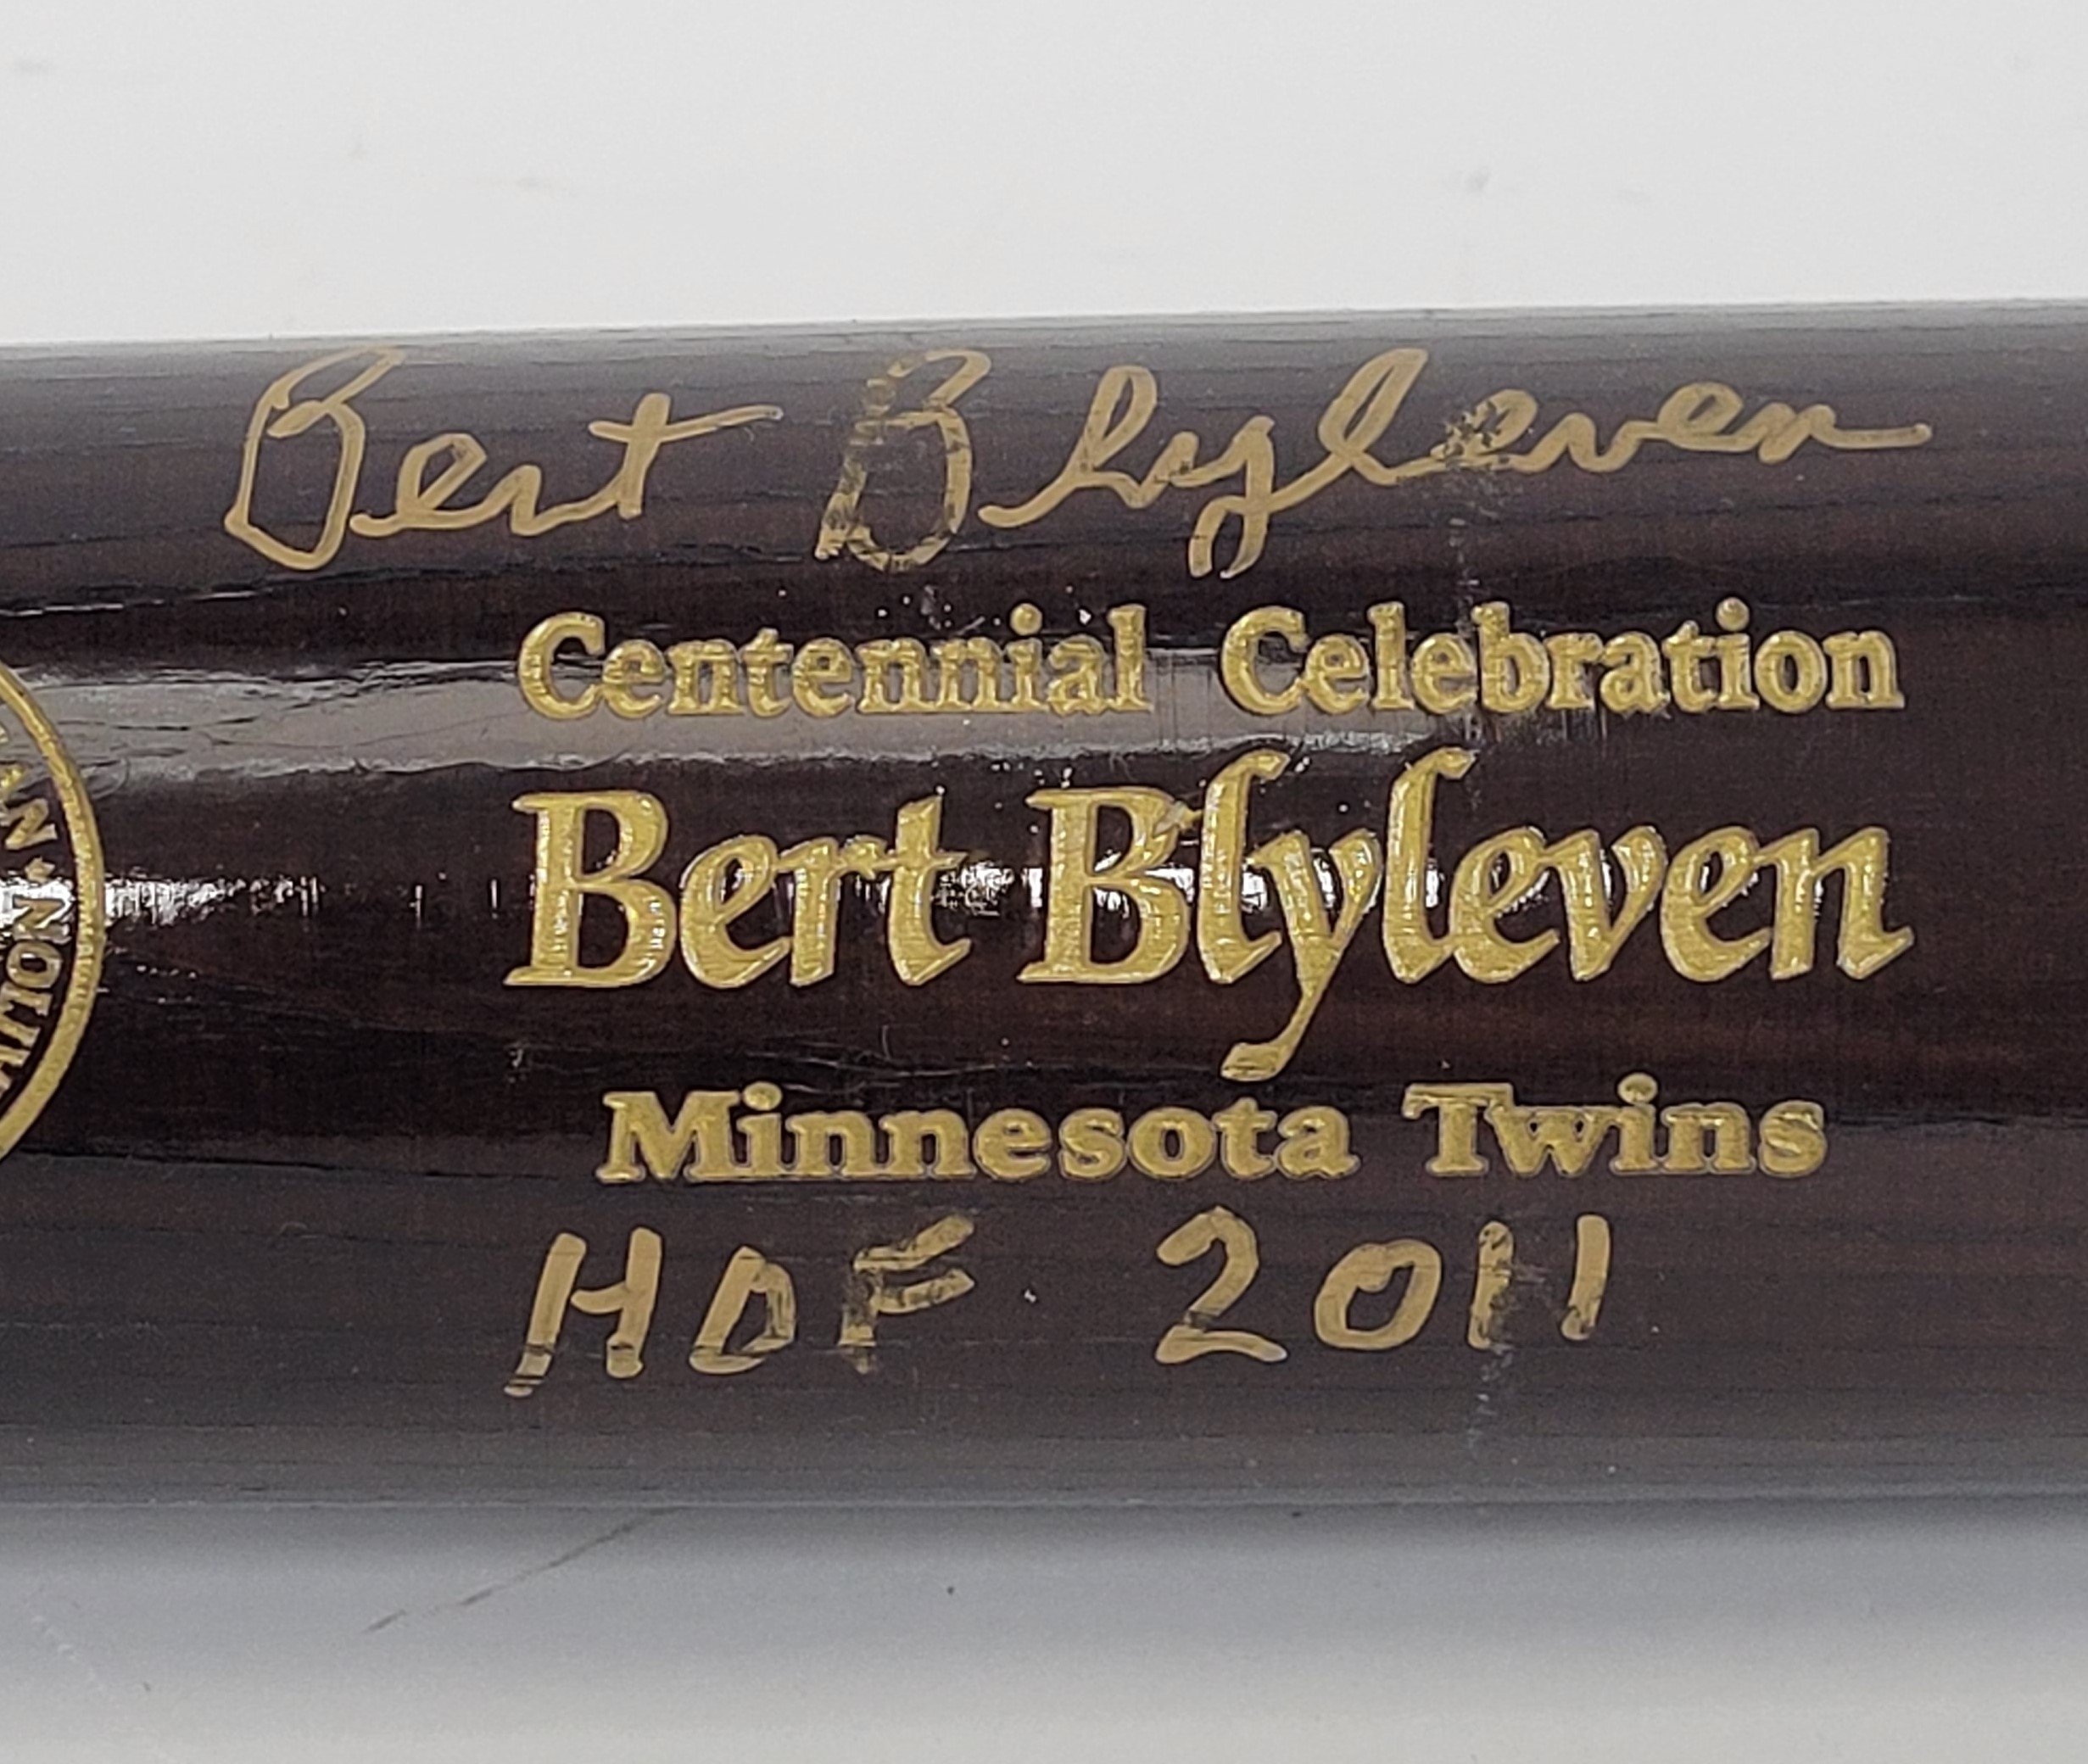 Bert Blyleven
Centennial Celebration
Bert Blyleven
Minnesota Twins
HOF 2011